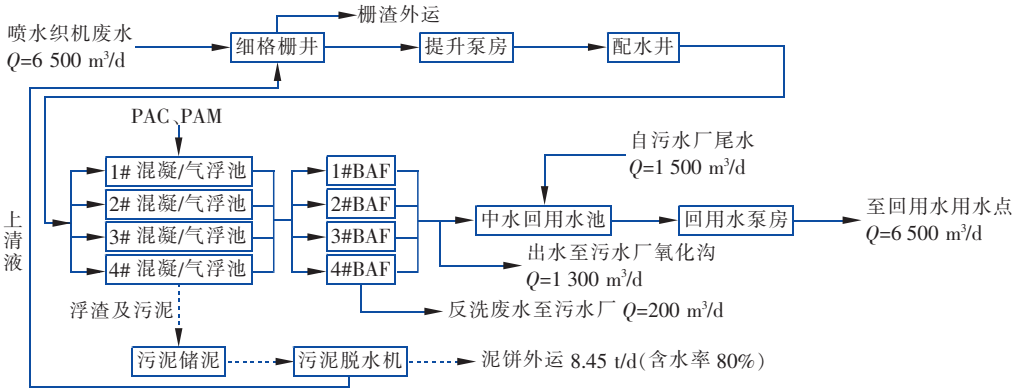 栅渣外运
喷水织机废水
Q=6 500 m³/d
细格栅井
提升泵房
配水井
PAC、PAM
自污水厂尾水
Q=1 500 m³/d
1# 混凝/气浮池
2# 混凝/气浮池
3# 混凝/气浮池
4# 混凝/气浮池
1#BAF
2#BAF
3#BAF
4#BAF
中水回用水池
回用水泵房
至回用水用水点
Q=6 500 m³/d
上清液
出水至污水厂氧化沟
Q=1 300 m³/d
浮渣及污泥
反洗废水至污水厂 Q=200 m³/d
污泥储泥
污泥脱水机
泥饼外运 8.45 t/d(含水率 80%)